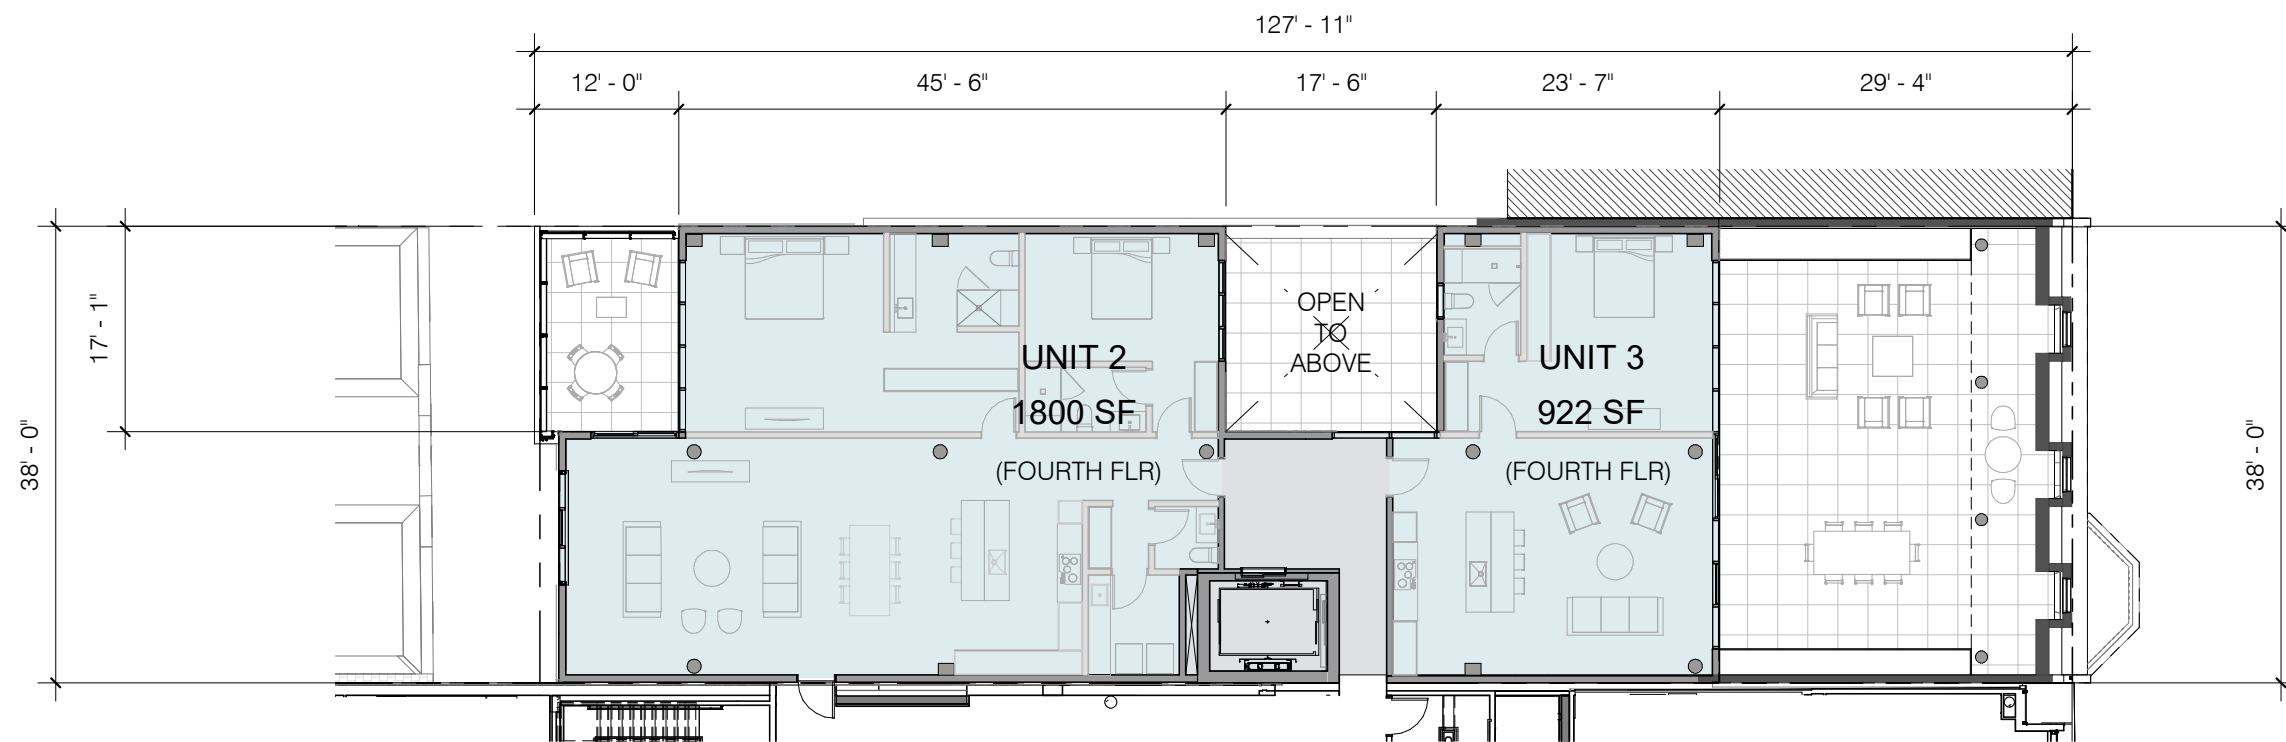 127' - 11"
12' - 0"
45' - 6"
17' - 6"
23' - 7"
29' - 4"
17' - 1"
38' - 0"
38' - 0"
UNIT 2
1800 SF
(FOURTH FLR)
OPEN
TO
ABOVE
UNIT 3
922 SF
(FOURTH FLR)